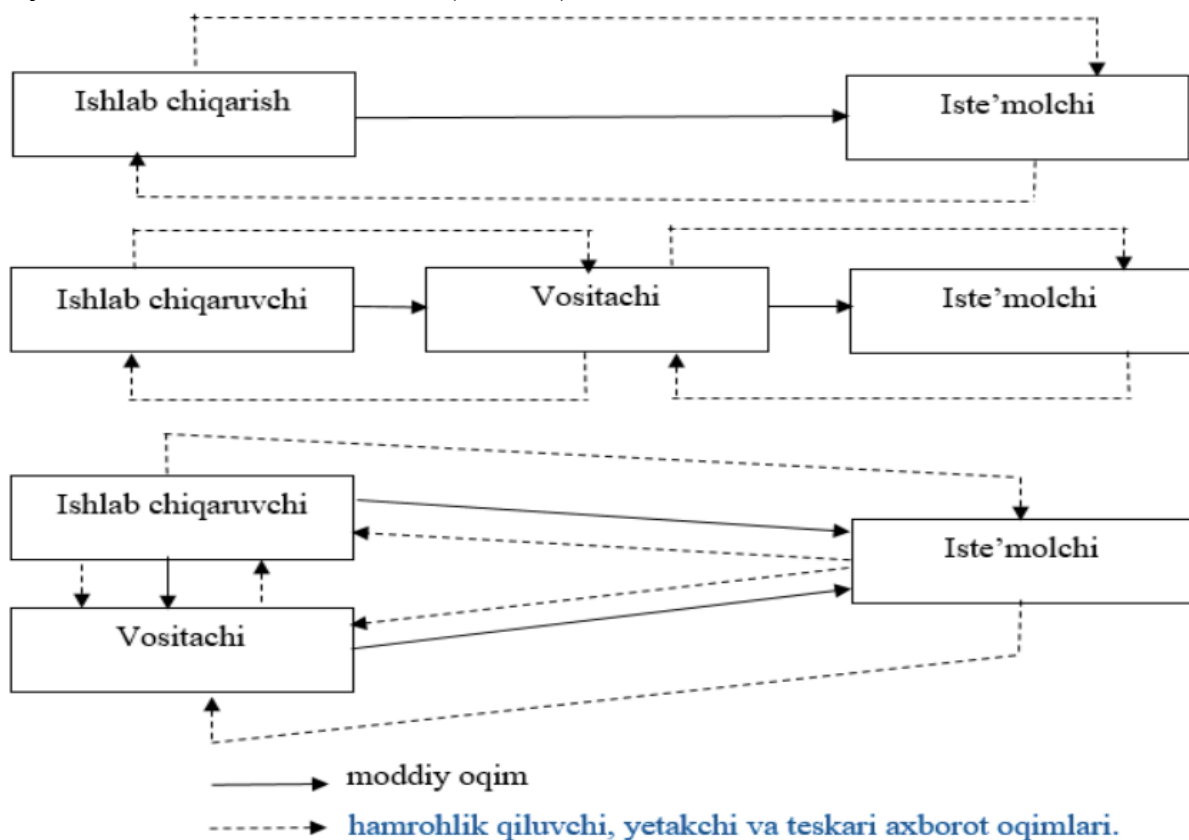 Ishlab chiqarish
Iste’molchi
Ishlab chiqaruvchi
Vositachi
Iste’molchi
Ishlab chiqaruvchi
Iste’molchi
Vositachi
moddiy oqim
hamrohlik qiluvchi, yetakchi va teskari axborot oqimlari.